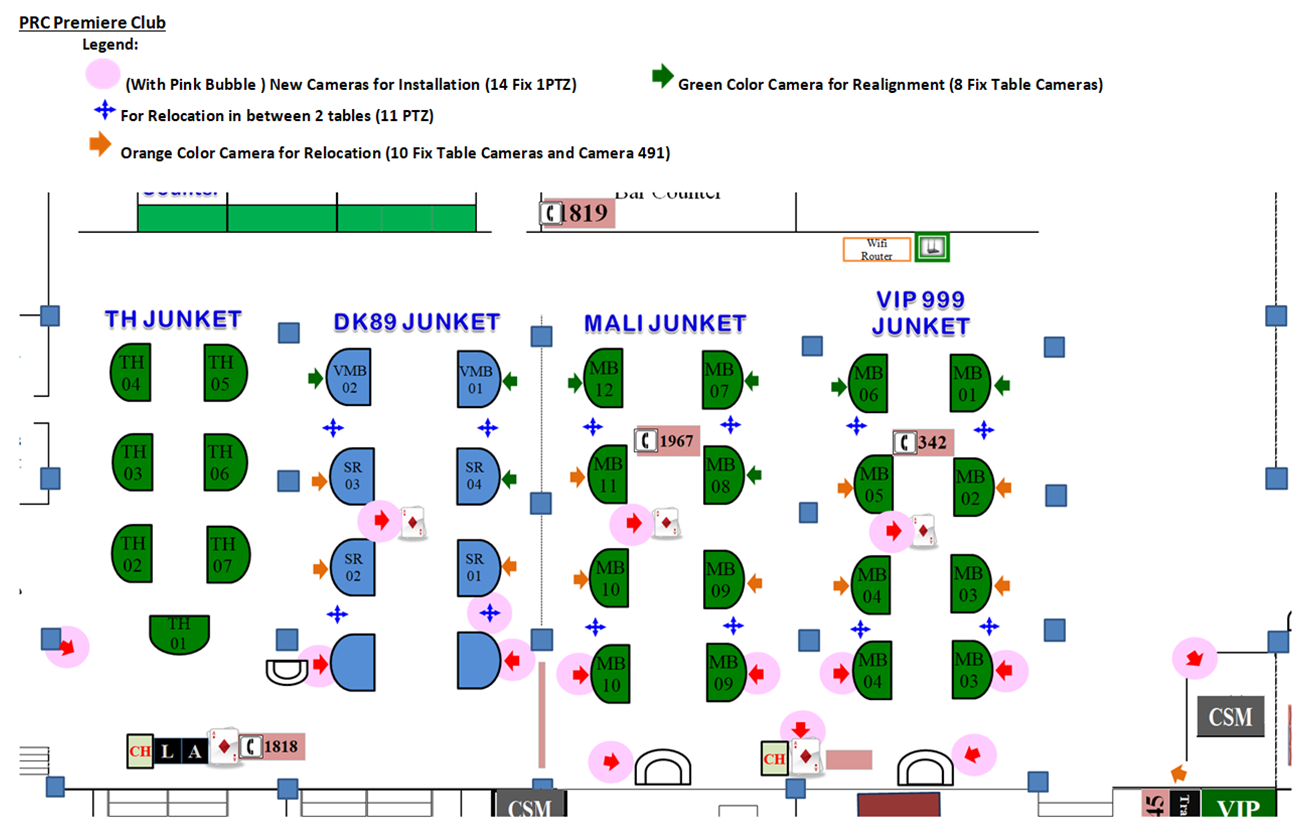 PRC Premiere Club
Legend:
(With Pink Bubble ) New Cameras for Installation (14 Fix 1PTZ)
Green Color Camera for Realignment (8 Fix Table Cameras)
For Relocation in between 2 tables (11 PTZ)
Orange Color Camera for Relocation (10 Fix Table Cameras and Camera 491)
Counter
Bar Counter
1819
Wifi
Router
TH JUNKET
DK89 JUNKET
MALI JUNKET
VIP 999
JUNKET
TH
04
TH
05
VMB
02
VMB
01
MB
12
MB
07
MB
06
MB
01
1967
342
TH
03
TH
06
SR
03
SR
04
MB
11
MB
08
MB
05
MB
02
TH
02
TH
07
SR
02
SR
01
MB
10
MB
09
MB
04
MB
03
TH
01
MB
10
MB
09
MB
04
MB
03
CSM
CH L A
1818
CH
CSM
45
Tra
VIP